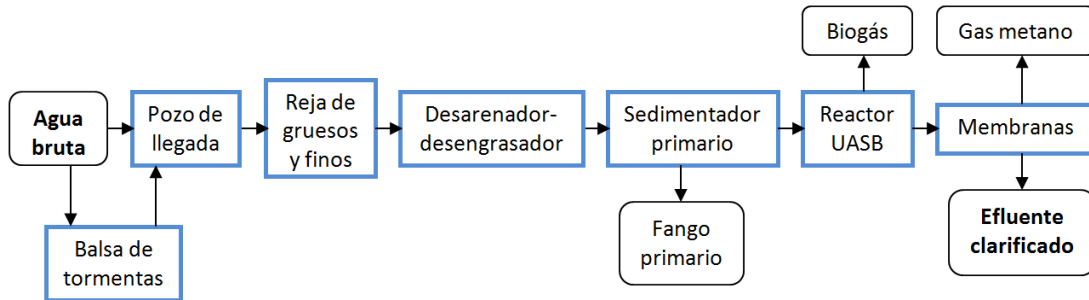 Biogás
Gas metano
Agua
bruta
Pozo de
llegada
Reja de
gruesos
y finos
Desarenador-
desengrasador
Sedimentador
primario
Reactor
UASB
Membranas
Balsa de
tormentas
Fango
primario
Efluente
clarificado